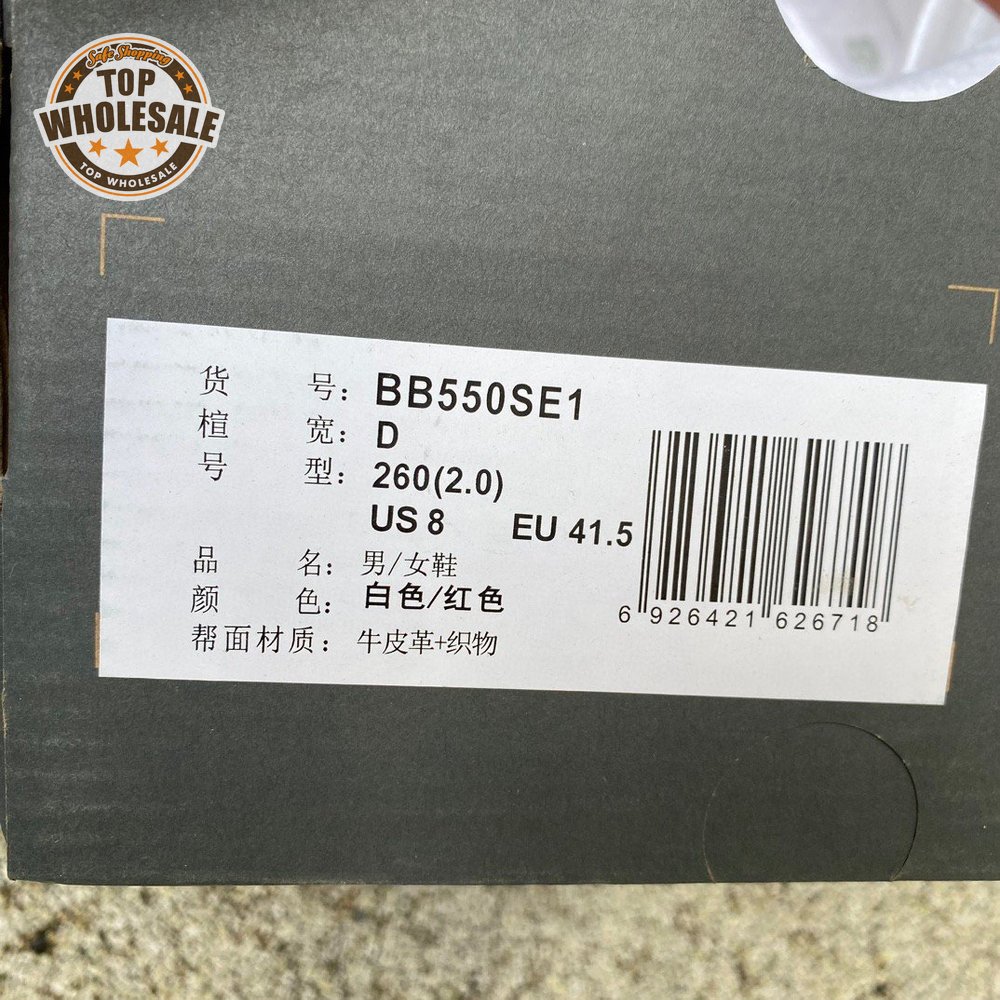 Safe Shopping
TOP
WHOLESALE
TOP WHOLESALE
货 号: BB550SE1
楦 宽: D
号 型: 260(2.0)
US 8 EU 41.5
品 名: 男/女鞋
颜 色: 白色/红色
帮面材质: 牛皮革+织物
6 926421 626718